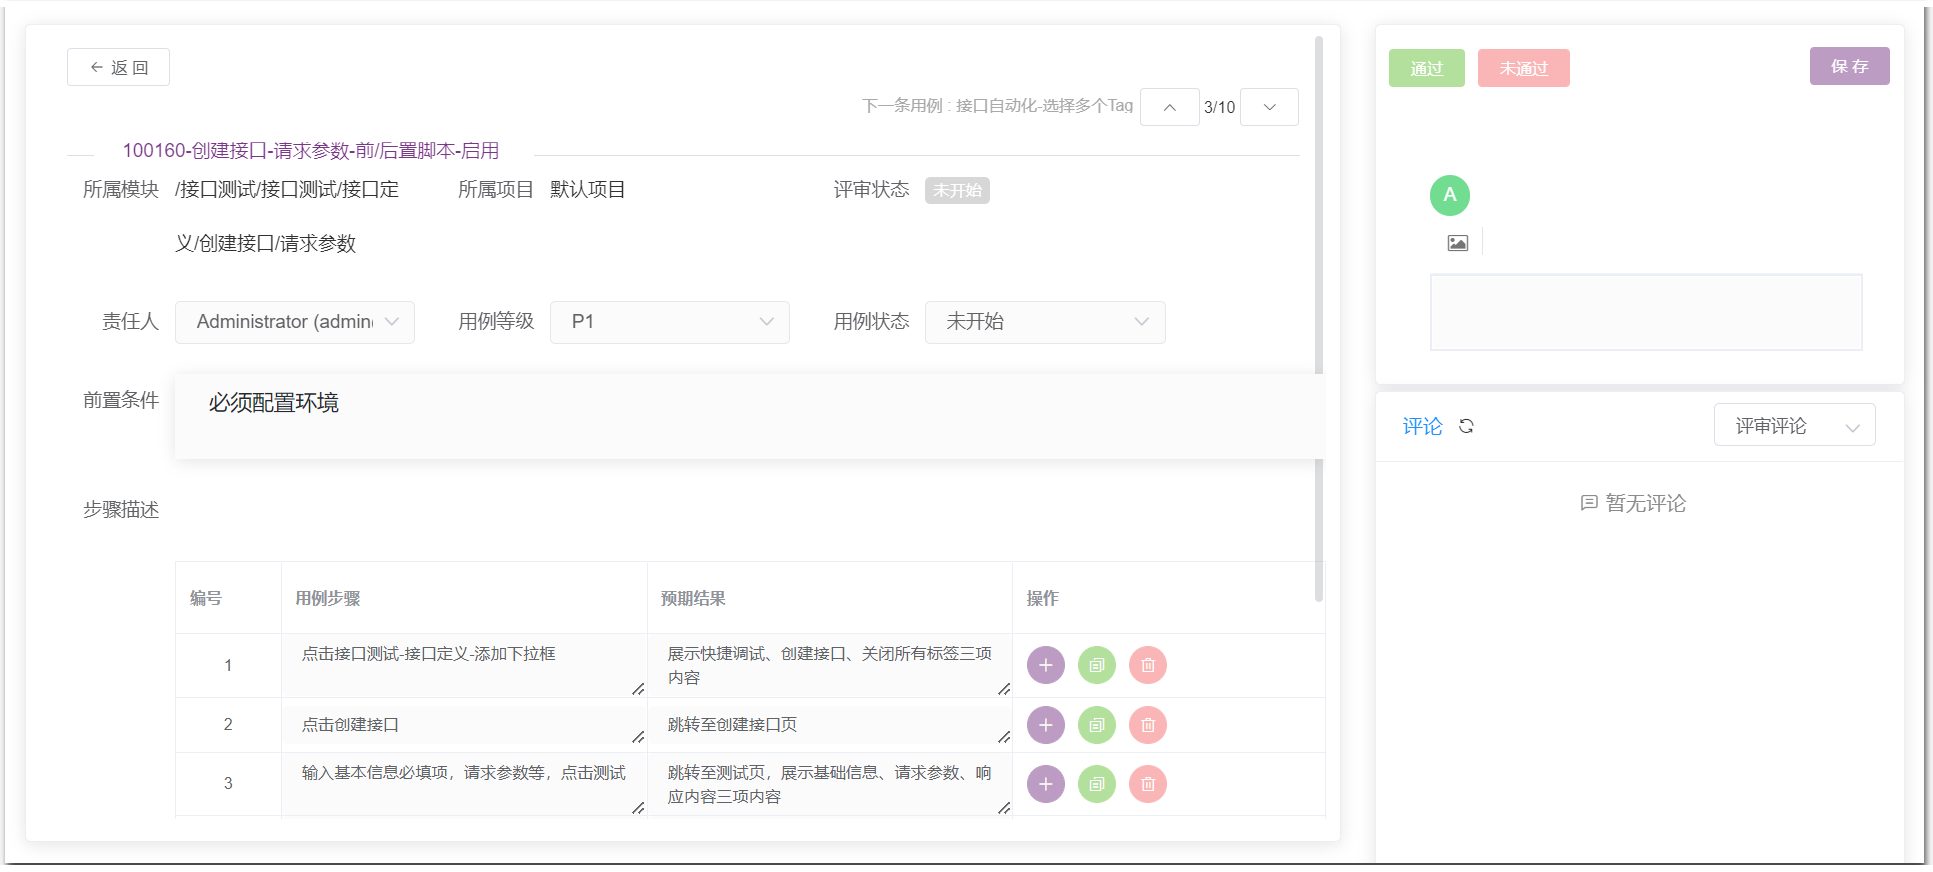 返 回
下一条用例 : 接口自动化-选择多个Tag
3/10
100160-创建接口-请求参数-前/后置脚本-启用
所属模块 /接口测试/接口测试/接口定
义/创建接口/请求参数
所属项目 默认项目
评审状态 未开始
责任人 Administrator (admin
用例等级 P1
用例状态 未开始
前置条件 必须配置环境
步骤描述
编号 用例步骤 预期结果 操作
1 点击接口测试-接口定义-添加下拉框 展示快捷调试、创建接口、关闭所有标签三项
内容
2 点击创建接口 跳转至创建接口页
3 输入基本信息必填项，请求参数等，点击测试 跳转至测试页，展示基础信息、请求参数、响
应内容三项内容
通过 未通过 保 存
A
评论 评审评论
暂无评论